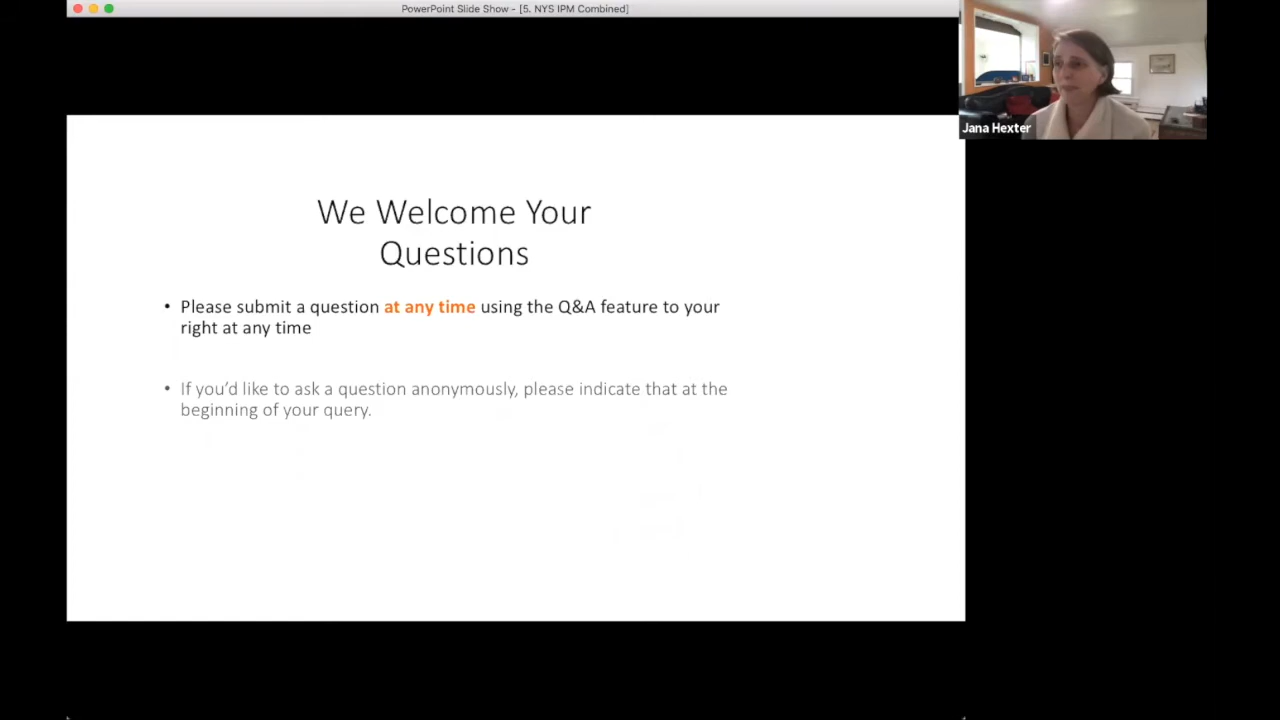 PowerPoint Slide Show - [5. NYS IPM Combined]
Jana Hexter
We Welcome Your
Questions
• Please submit a question at any time using the Q&A feature to your
right at any time
• If you’d like to ask a question anonymously, please indicate that at the
beginning of your query.